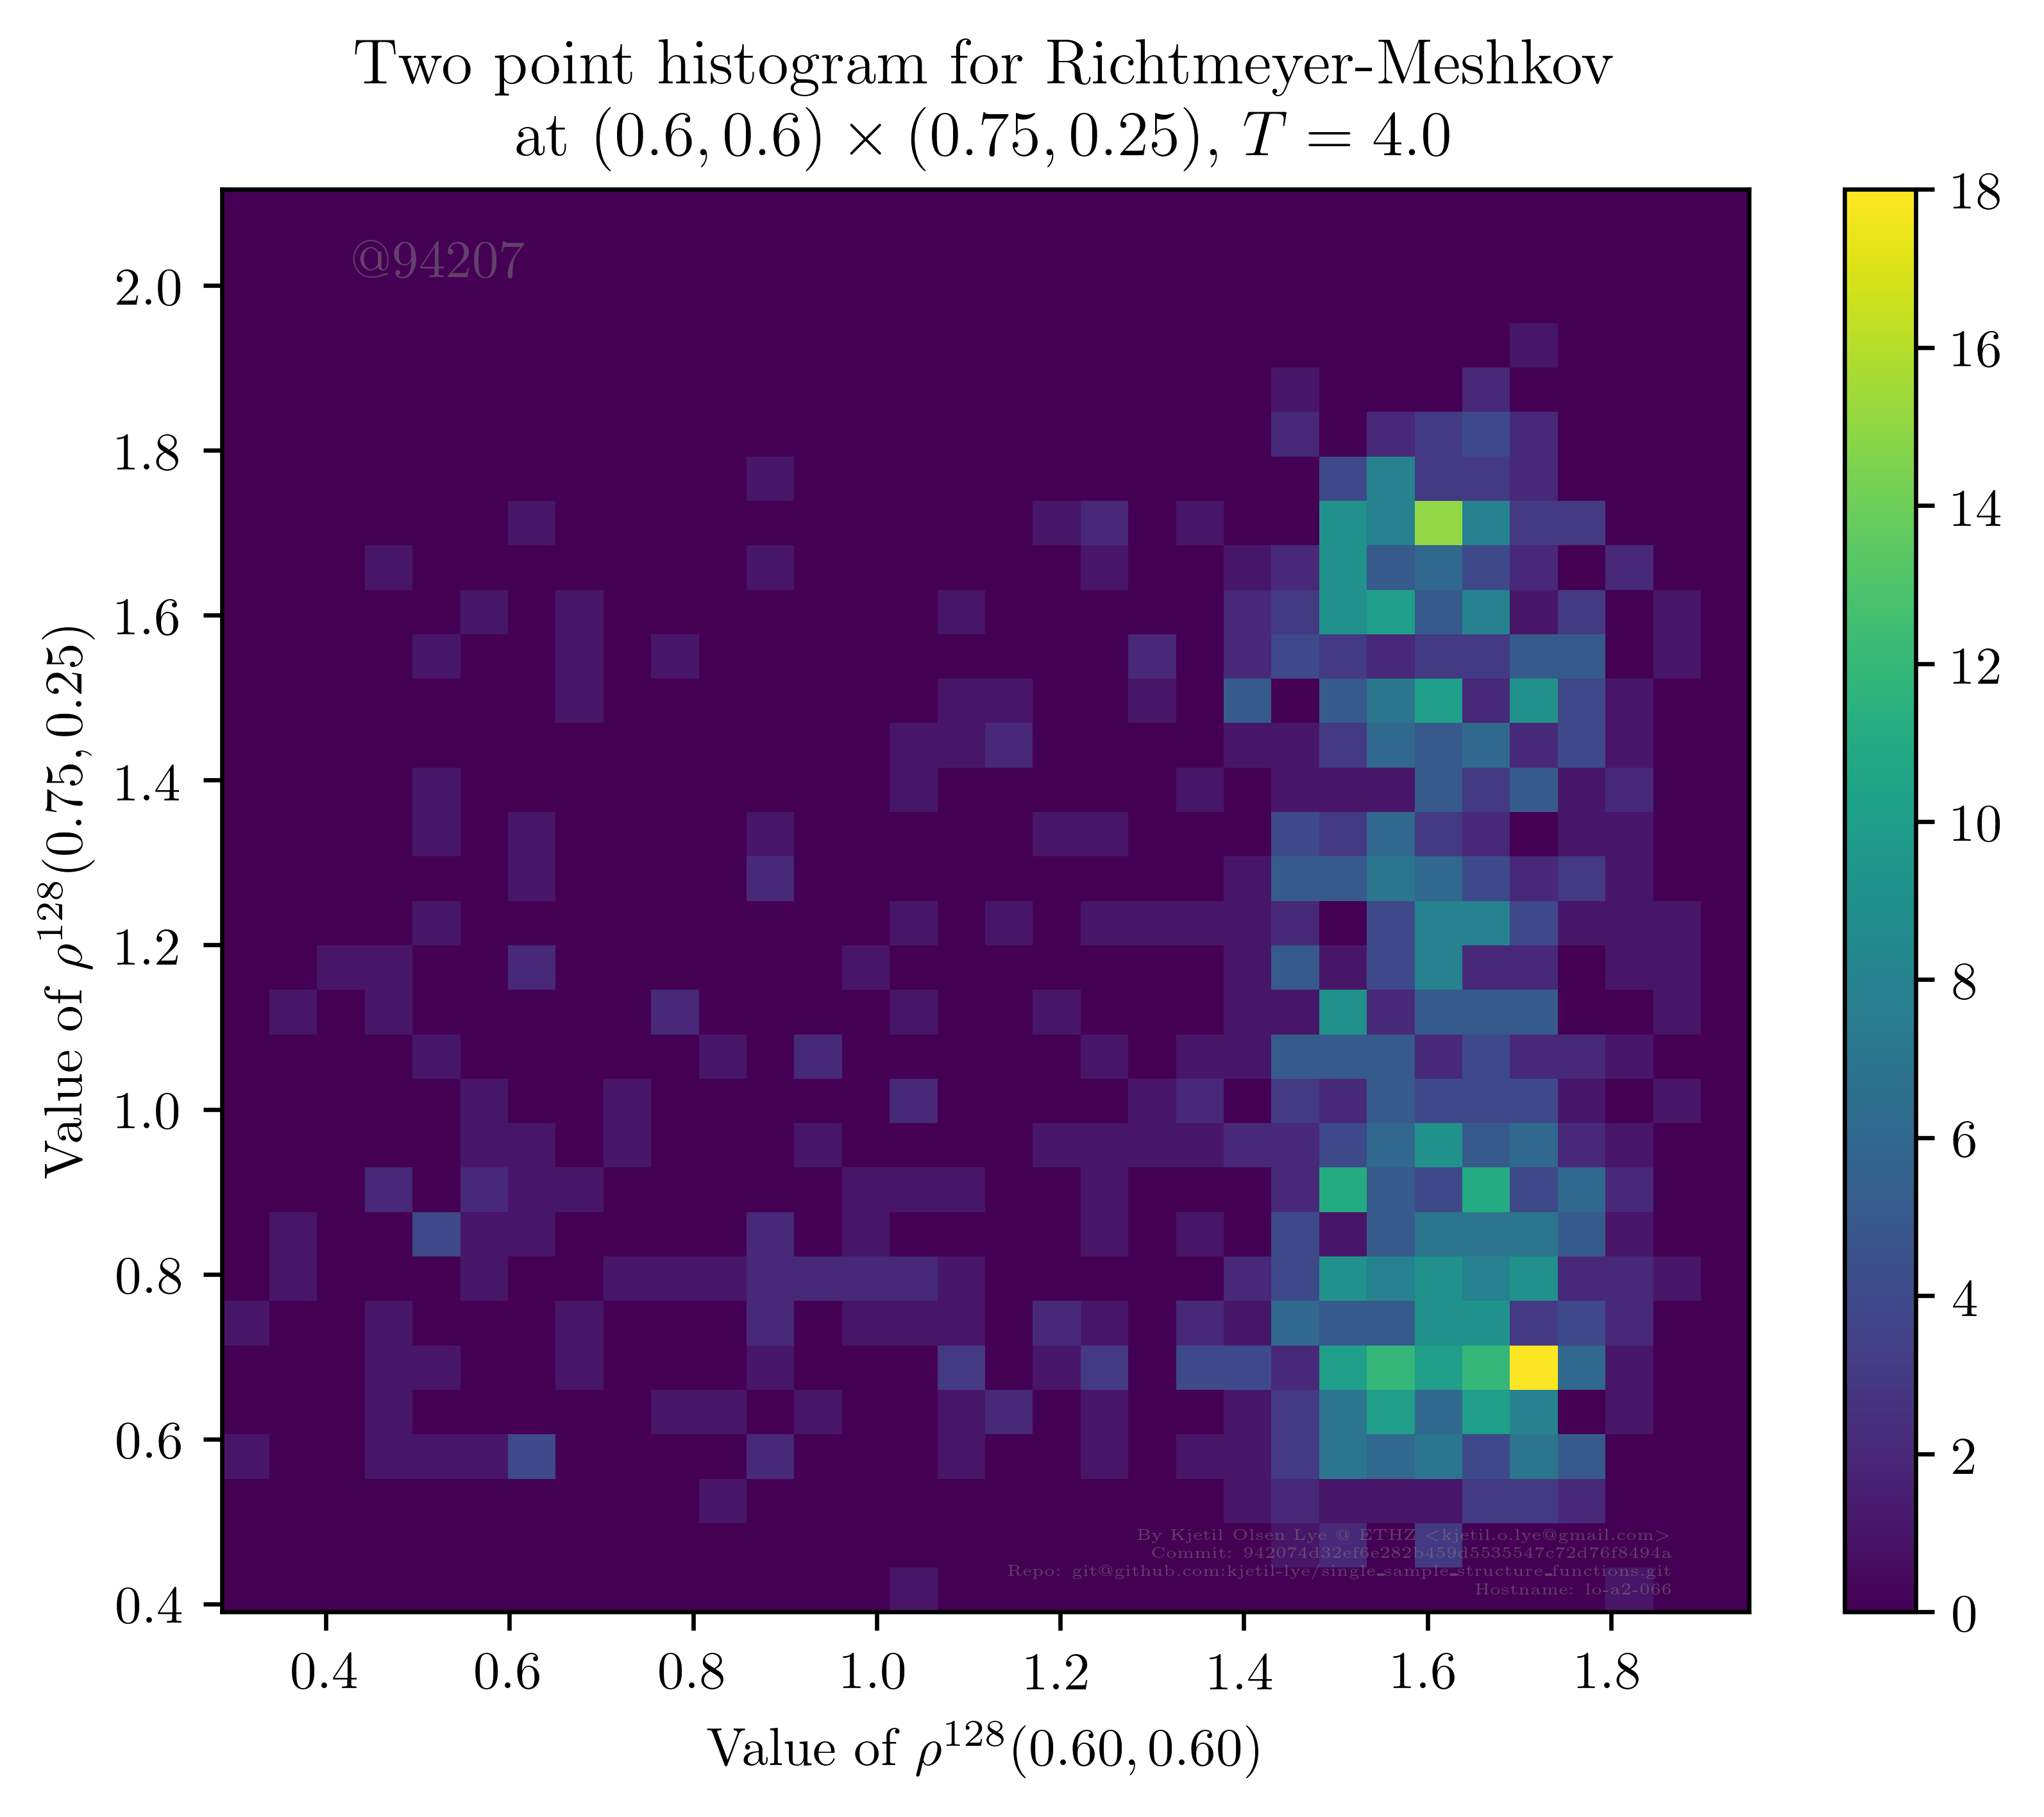 Two point histogram for Richtmeyer-Meshkov
at (0.6, 0.6) × (0.75, 0.25), T = 4.0
@94207
2.0
1.8
1.6
1.4
1.2
1.0
0.8
0.6
0.4
Value of ρ¹²⁸(0.75, 0.25)
0.4 0.6 0.8 1.0 1.2 1.4 1.6 1.8
Value of ρ¹²⁸(0.60, 0.60)
18
16
14
12
10
8
6
4
2
0
By Kjetil Olsen Lye @ ETHZ <kjetil.o.lye@gmail.com>
Commit: 942074d32ef6e282b459d5535547c72d76f8494a
Repo: git@github.com:kjetil-lye/single_sample_structure_functions.git
Hostname: lo-a2-066